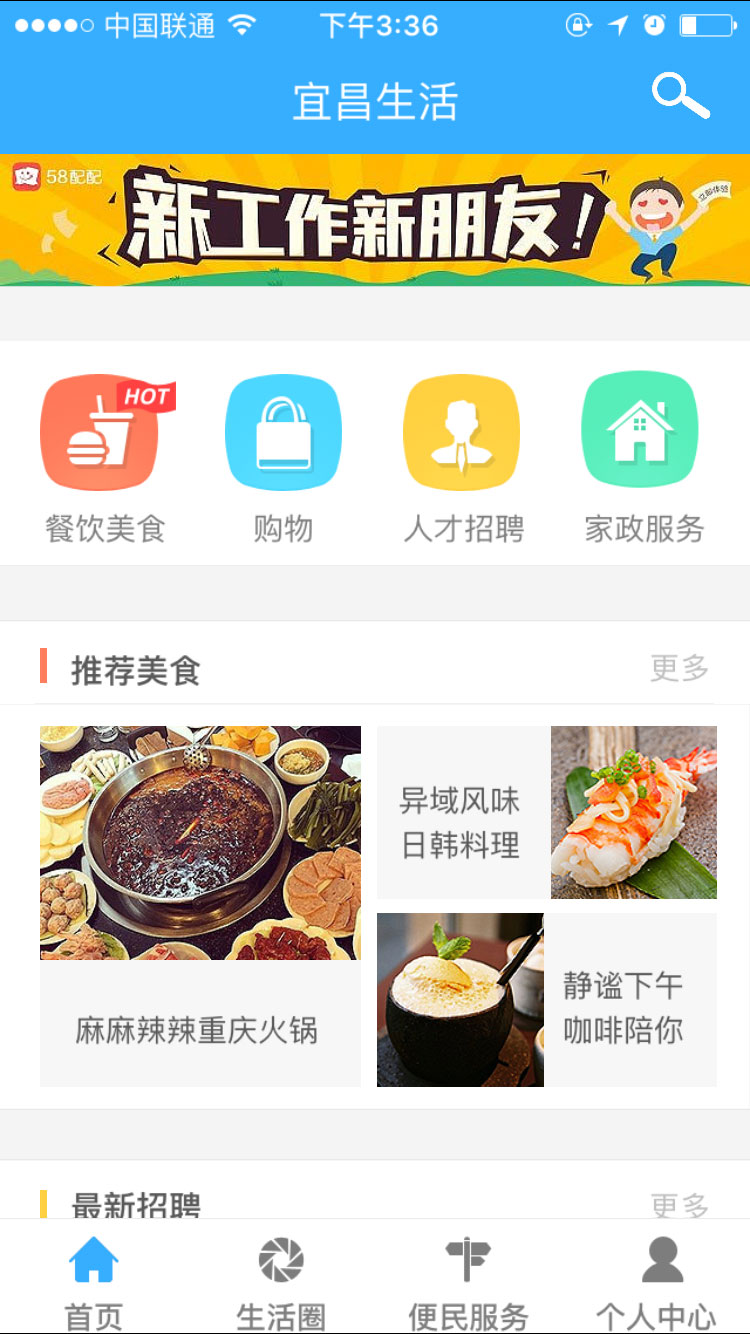 中国联通
下午3:36
宜昌生活
58配配
新工作新朋友!
立即体验
HOT
餐饮美食
购物
人才招聘
家政服务
推荐美食
更多
异域风味
日韩料理
麻麻辣辣重庆火锅
静谧下午
咖啡陪你
最新招聘
更多
首页
生活圈
便民服务
个人中心